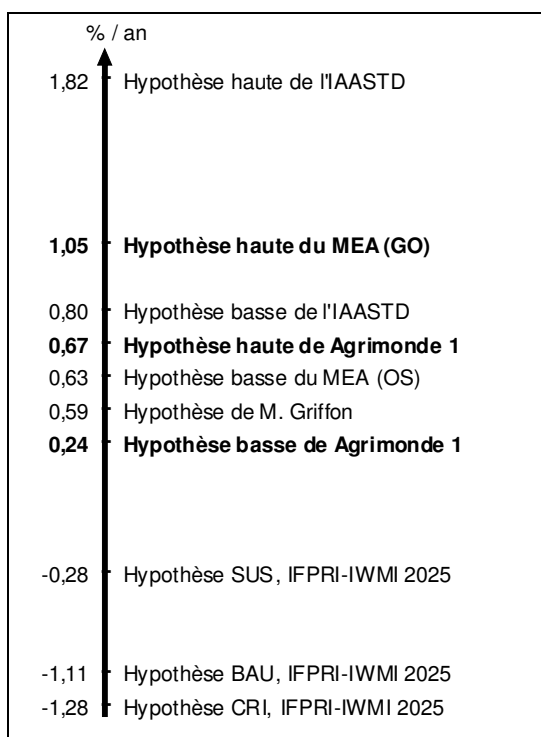 % / an
1,82 Hypothèse haute de l'IAASTD
1,05 Hypothèse haute du MEA (GO)
0,80 Hypothèse basse de l'IAASTD
0,67 Hypothèse haute de Agrimonde 1
0,63 Hypothèse basse du MEA (OS)
0,59 Hypothèse de M. Griffon
0,24 Hypothèse basse de Agrimonde 1
-0,28 Hypothèse SUS, IFPRI-IWMI 2025
-1,11 Hypothèse BAU, IFPRI-IWMI 2025
-1,28 Hypothèse CRI, IFPRI-IWMI 2025